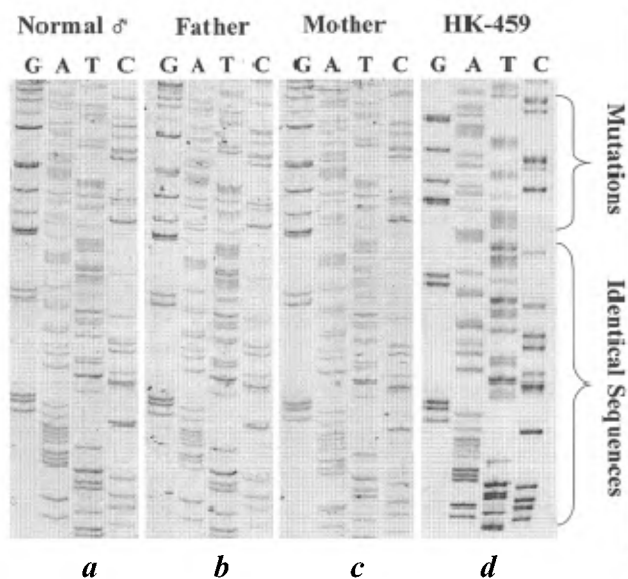 Normal ♂ Father Mother HK-459
G A T C G A T C G A T C G A T C
Mutations
Identical Sequences
a b c d